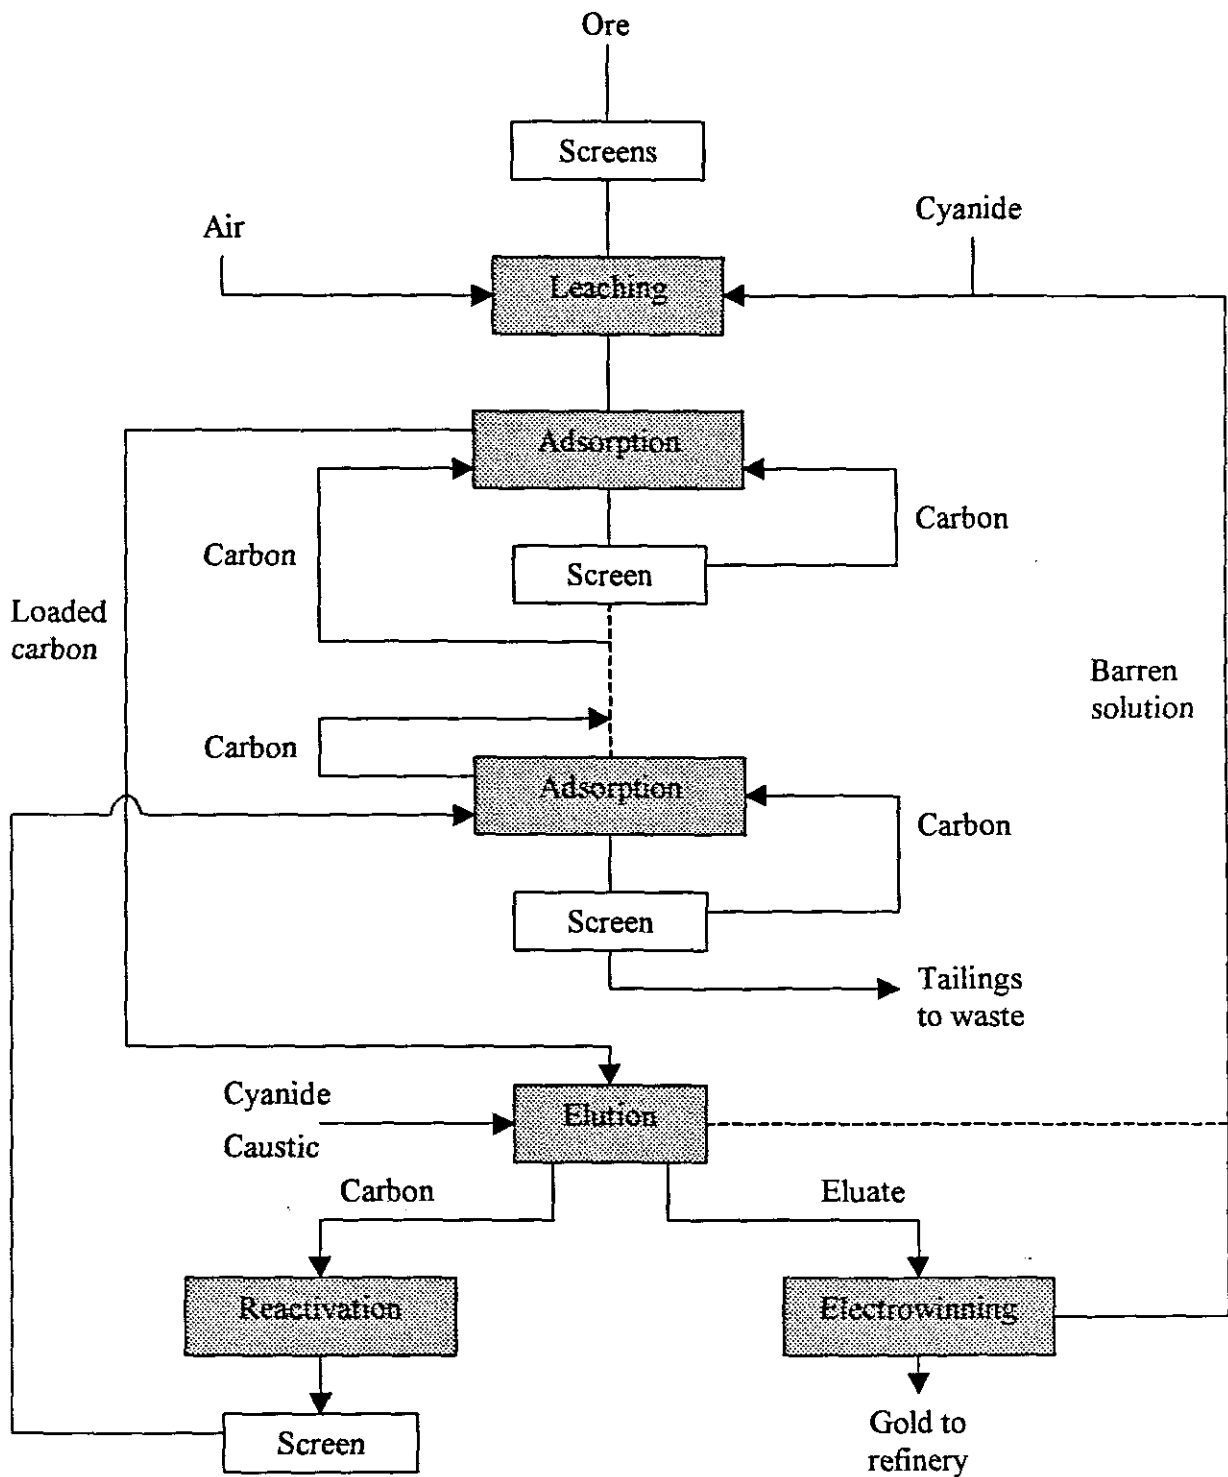 Ore
Screens
Air
Cyanide
Leaching
Adsorption
Carbon
Carbon
Screen
Loaded
carbon
Barren
solution
Carbon
Adsorption
Carbon
Screen
Tailings
to waste
Cyanide
Caustic
Elution
Carbon
Eluate
Reactivation
Electrowinning
Screen
Gold to
refinery